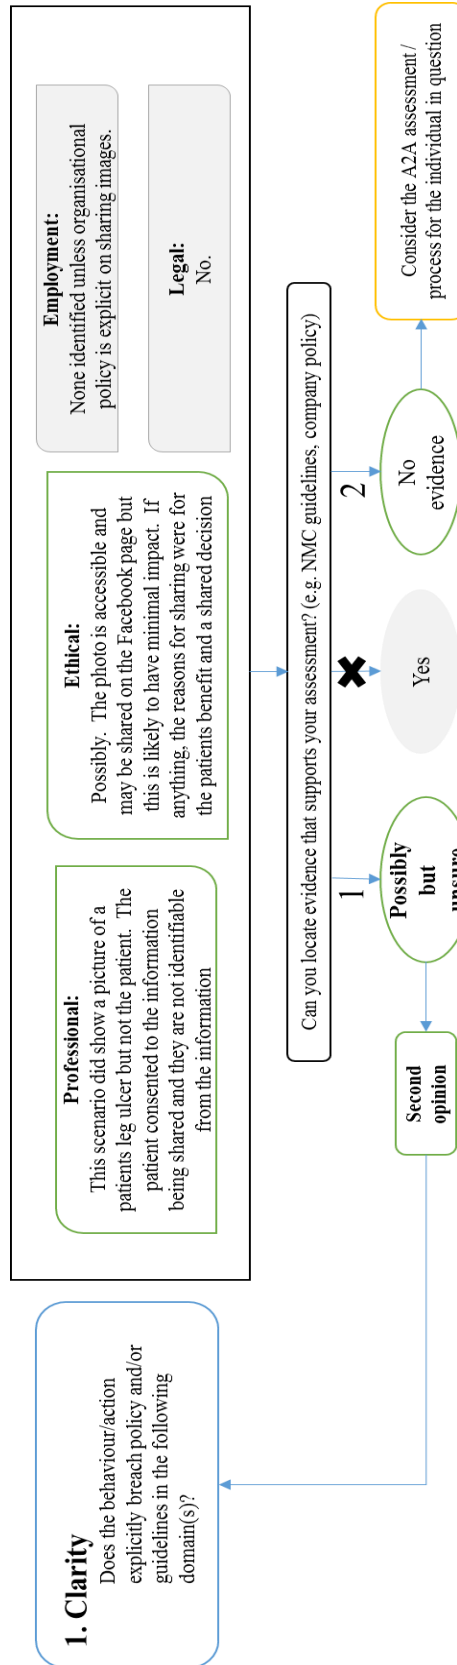 1. Clarity
Does the behaviour/action
explicitly breach policy and/or
guidelines in the following
domain(s)?
Professional:
This scenario did show a picture of a
patients leg ulcer but not the patient. The
patient consented to the information
being shared and they are not identifiable
from the information
Ethical:
Possibly. The photo is accessible and
may be shared on the Facebook page but
this is likely to have minimal impact. If
anything, the reasons for sharing were for
the patients benefit and a shared decision
Employment:
None identified unless organisational
policy is explicit on sharing images.
Legal:
No.
Can you locate evidence that supports your assessment? (e.g. NMC guidelines, company policy)
1
2
Second
opinion
Possibly
but
unsure
Yes
No
evidence
Consider the A2A assessment /
process for the individual in question